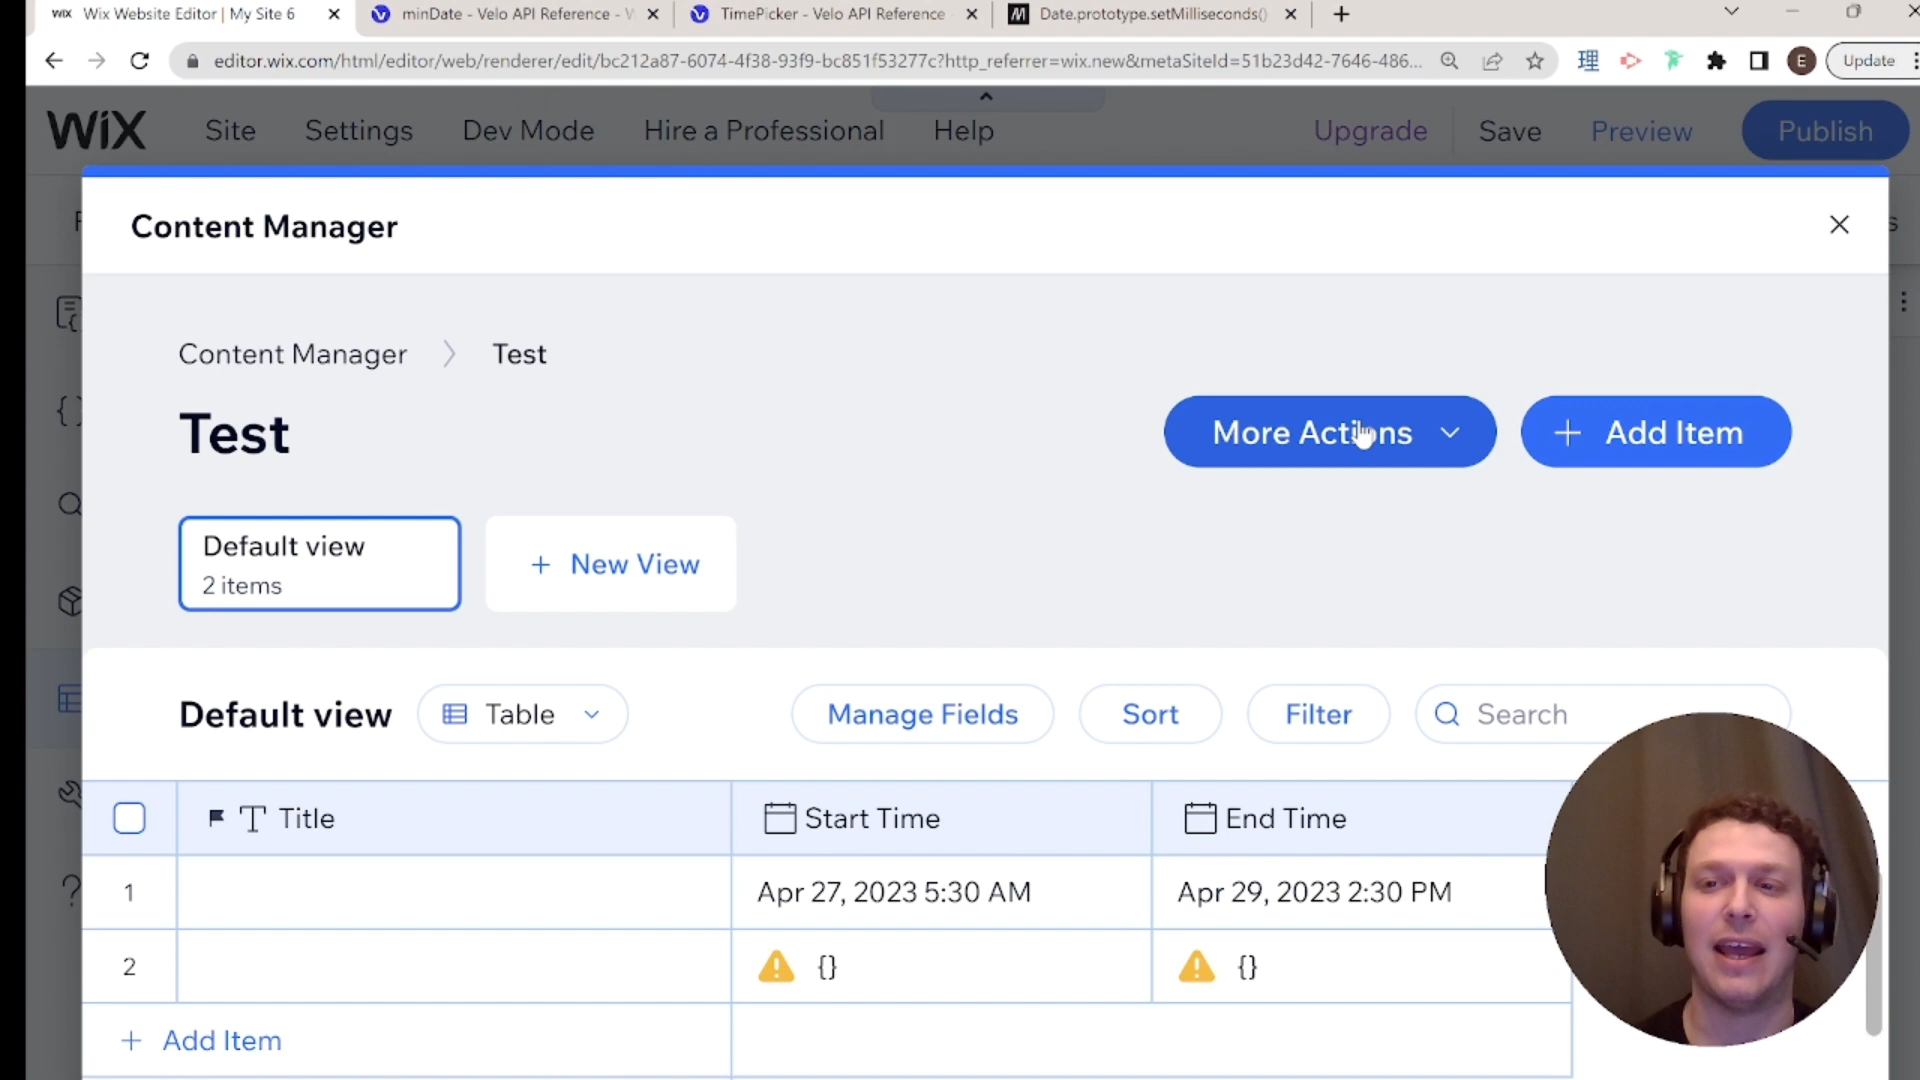 WIX Wix Website Editor | My Site 6
minDate - Velo API Reference - V
TimePicker - Velo API Reference
Date.prototype.setMilliseconds()
editor.wix.com/html/editor/web/renderer/edit/bc212a87-6074-4f38-93f9-bc851f53277c?http_referrer=wix.new&metaSiteId=51b23d42-7646-486...
理
E
Update
WiX
Site
Settings
Dev Mode
Hire a Professional
Help
Upgrade
Save
Preview
Publish
Content Manager
Content Manager > Test
Test
More Actions
+ Add Item
Default view
2 items
+ New View
Default view
Table
Manage Fields
Sort
Filter
Search
Title
Start Time
End Time
1
Apr 27, 2023 5:30 AM
Apr 29, 2023 2:30 PM
2
{}
{}
+ Add Item